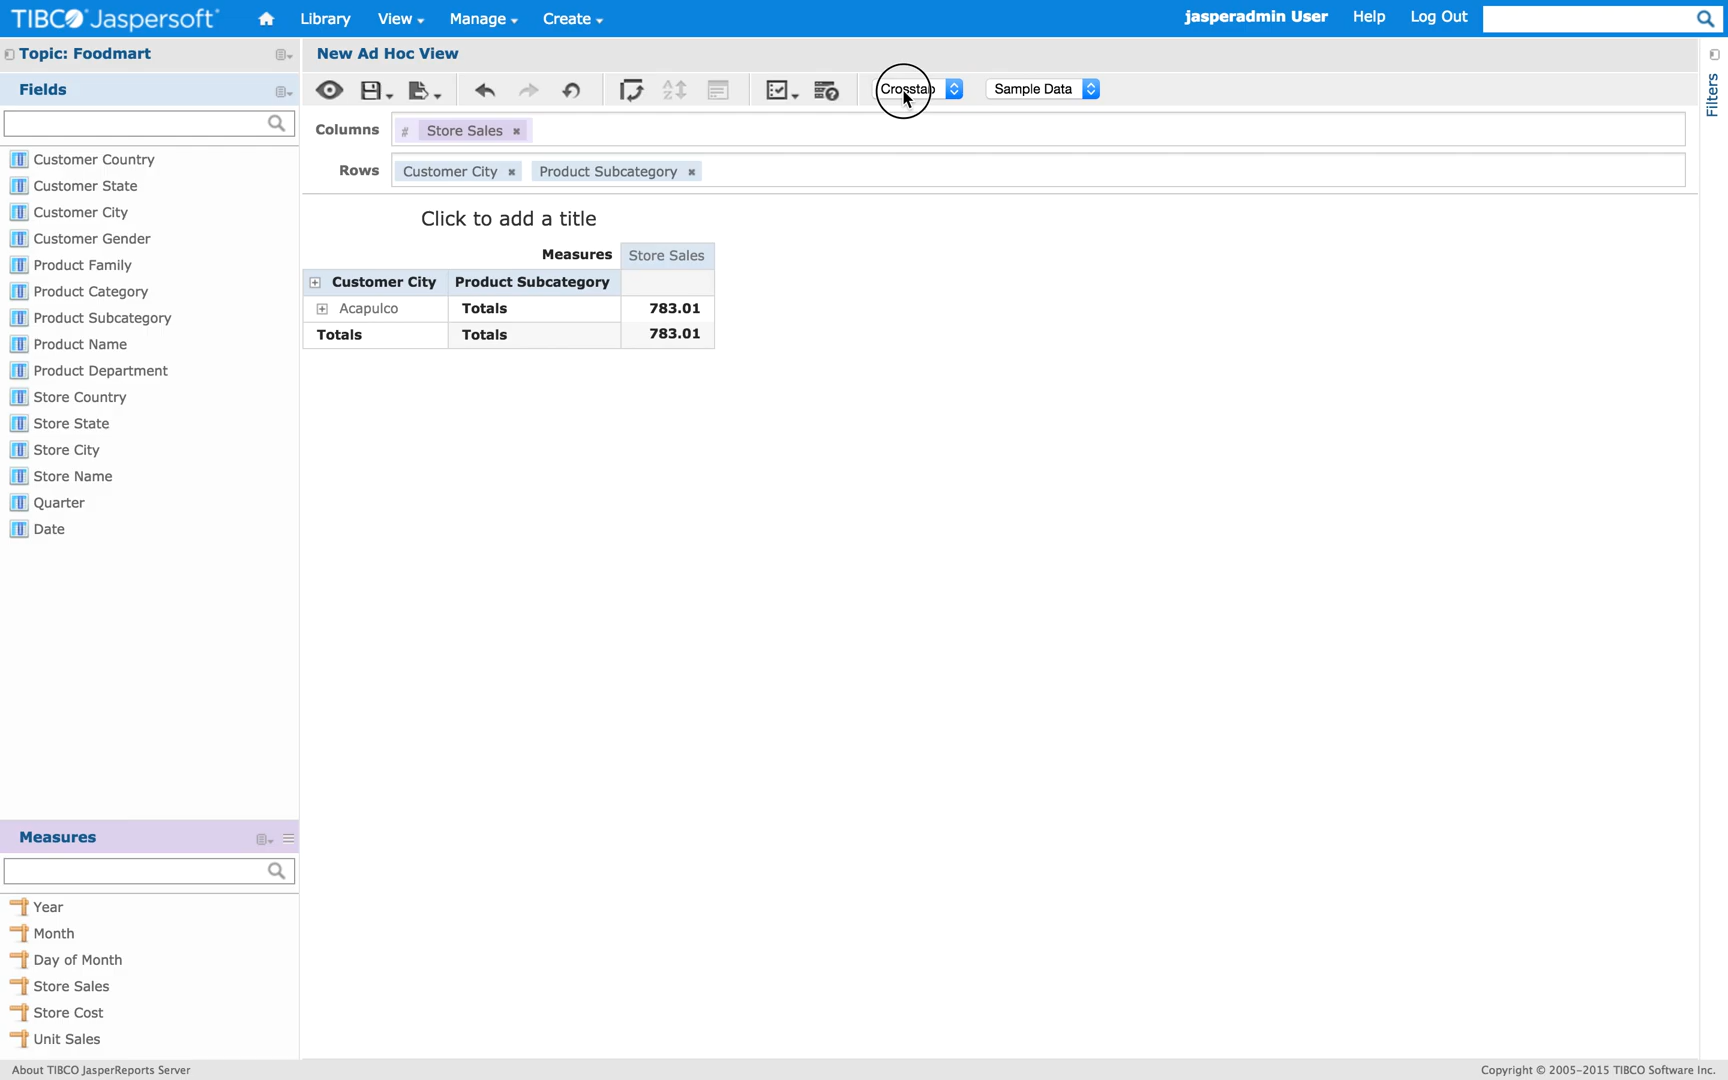 TIBCO Jaspersoft Library View Manage Create jasperadmin User Help Log Out
Topic: Foodmart
New Ad Hoc View
Fields
Crosstab Sample Data
Filters
Columns # Store Sales ×
Rows Customer City × Product Subcategory ×
Customer Country
Customer State
Customer City
Customer Gender
Product Family
Product Category
Product Subcategory
Product Name
Product Department
Store Country
Store State
Store City
Store Name
Quarter
Date
Click to add a title
Measures Store Sales
Customer City Product Subcategory
Acapulco Totals 783.01
Totals Totals 783.01
Measures
Year
Month
Day of Month
Store Sales
Store Cost
Unit Sales
About TIBCO JasperReports Server Copyright © 2005-2015 TIBCO Software Inc.